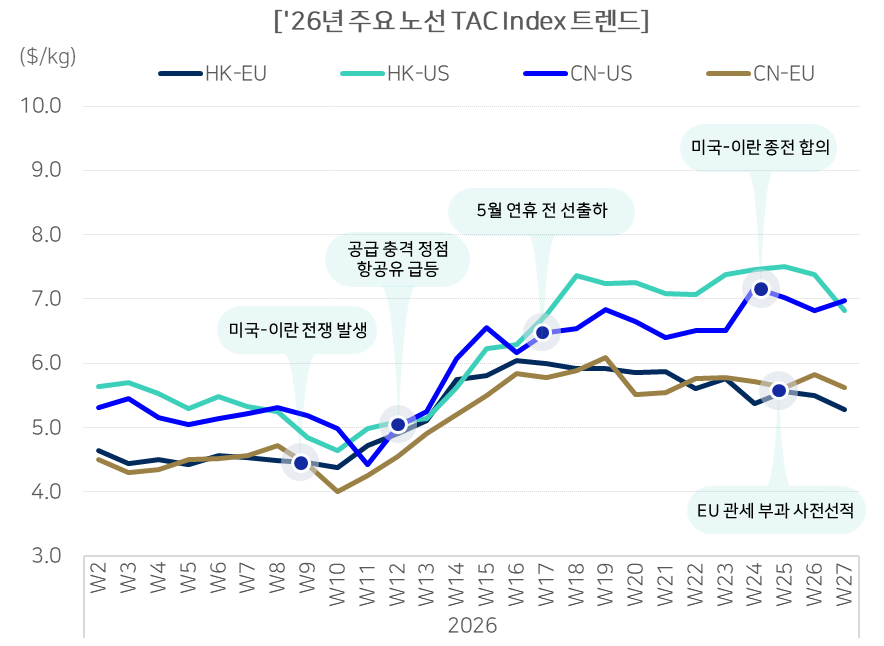 ['26년 주요 노선 TAC Index 트렌드]
($/kg)
HK-EU
HK-US
CN-US
CN-EU
10.0
9.0
8.0
7.0
6.0
5.0
4.0
3.0
미국-이란 종전 합의
5월 연휴 전 선출하
공급 충격 정점
항공유 급등
미국-이란 전쟁 발생
EU 관세 부과 사전선적
W2
W3
W4
W5
W6
W7
W8
W9
W10
W11
W12
W13
W14
W15
W16
W17
W18
W19
W20
W21
W22
W23
W24
W25
W26
W27
2026